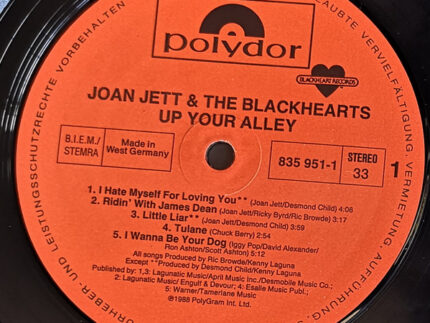 polydor
BLACKHEART RECORDS
JOAN JETT & THE BLACKHEARTS
UP YOUR ALLEY
B.I.E.M./
STEMRA
Made in
West Germany
835 951-1
STEREO
33
1
1. I Hate Myself For Loving You** (Joan Jett/Desmond Child) 4:08
2. Ridin' With James Dean (Joan Jett/Ricky Byrd/Ric Browde) 3:17
3. Little Liar** (Joan Jett/Desmond Child) 3:59
4. Tulane (Chuck Berry) 2:54
5. I Wanna Be Your Dog (Iggy Pop/David Alexander/
Ron Ashton/Scott Ashton) 5:12
All songs Produced by Ric Browde/Kenny Laguna
Except **produced by Desmond Child/Kenny Laguna
Published by: 1,3: Lagunatic Music/April Music Inc./Desmobile Music Co.;
2: Lagunatic Music/ Engulf & Devour; 4: Esalie Music Publ.;
5: Warner/Tamerlane Music
℗1988 PolyGram Int. Ltd.
URHEBER- UND LEISTUNGSSCHUTZRECHTE VORBEHALTEN
LAUBTE VERVIELFÄLTIGUNG, VERMIETUNG, AUFFÜHRU